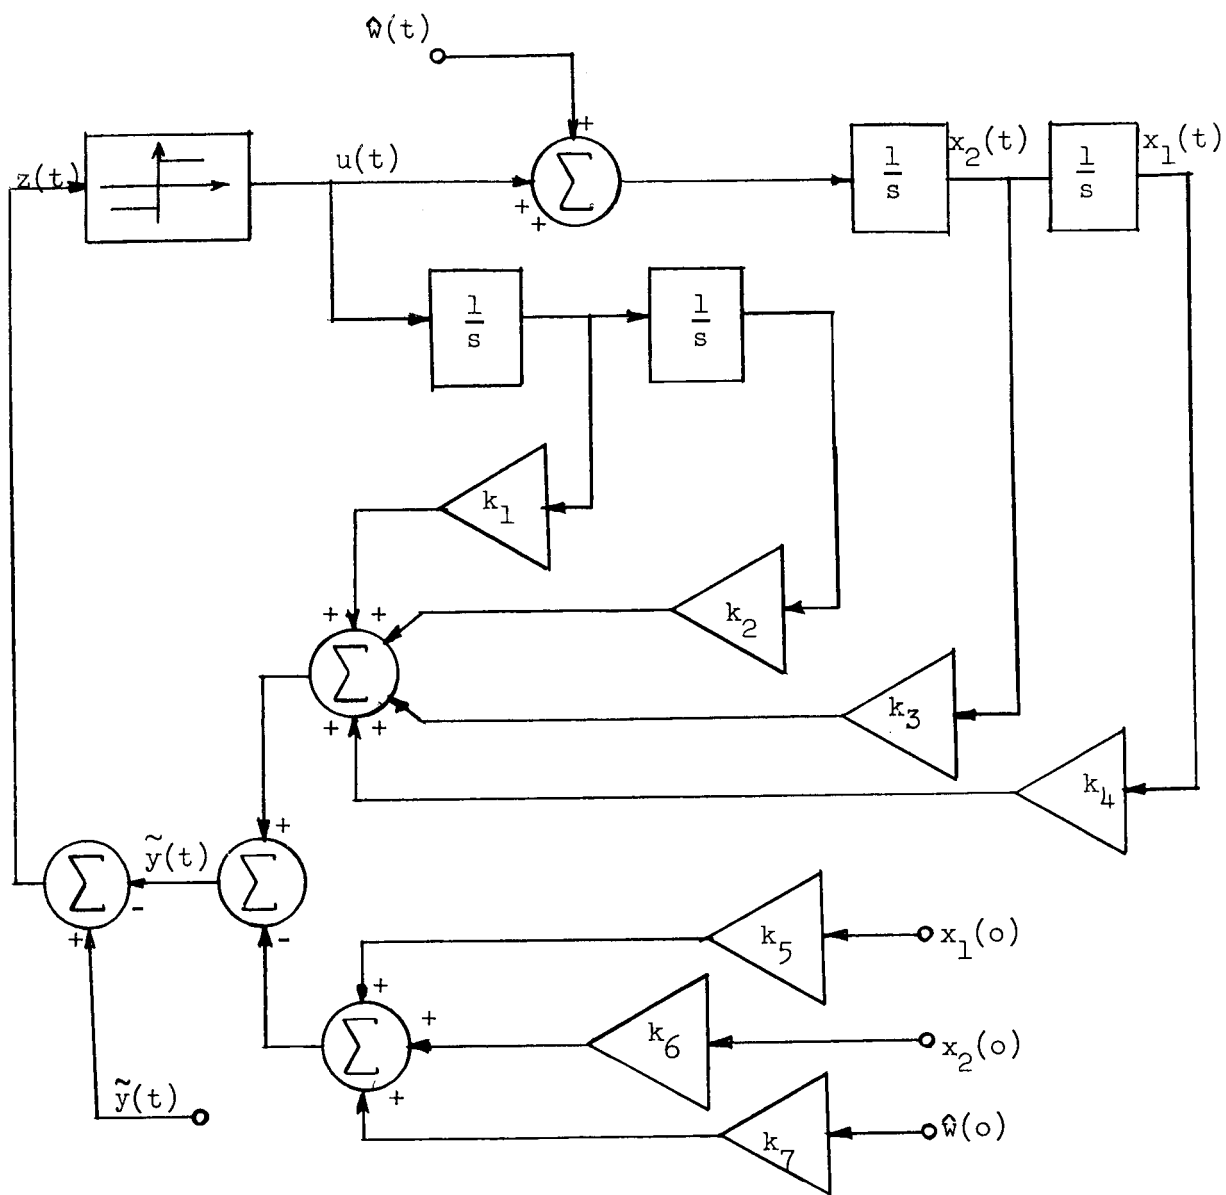 ŵ(t)
z(t)
u(t)
+
+
+
Σ
1/s
x₂(t)
1/s
x₁(t)
1/s
1/s
k₁
k₂
+ +
Σ
+ +
k₃
k₄
+
Σ
-
ỹ(t)
Σ
-
+
ỹ(t)
k₅
x₁(o)
+
Σ
+
+
k₆
x₂(o)
k₇
ŵ(o)